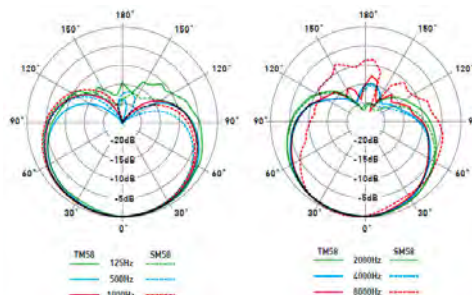 180° 180°
150° 150° 150° 150°
120° 120° 120° 120°
90° 90° 90° 90°
-20dB -20dB
-15dB -15dB
60° 60° 60° 60°
-10dB -10dB
-5dB -5dB
30° 30° 30° 30°
0° 0°
TM58 SM58 TM58 SM58
125Hz 2000Hz
500Hz 4000Hz
1000Hz 8000Hz